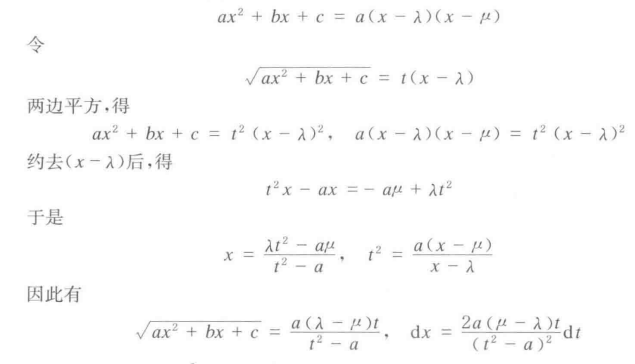 ax² + bx + c = a(x − λ)(x − μ)
令
√(ax² + bx + c) = t(x − λ)
两边平方,得
ax² + bx + c = t² (x − λ)², a(x − λ)(x − μ) = t² (x − λ)²
约去(x − λ)后,得
t²x − ax = − aμ + λt²
于是
x = (λt² − aμ)/(t² − a), t² = a(x − μ)/(x − λ)
因此有
√(ax² + bx + c) = a(λ − μ)t/(t² − a), dx = 2a(μ − λ)t/(t² − a)² dt